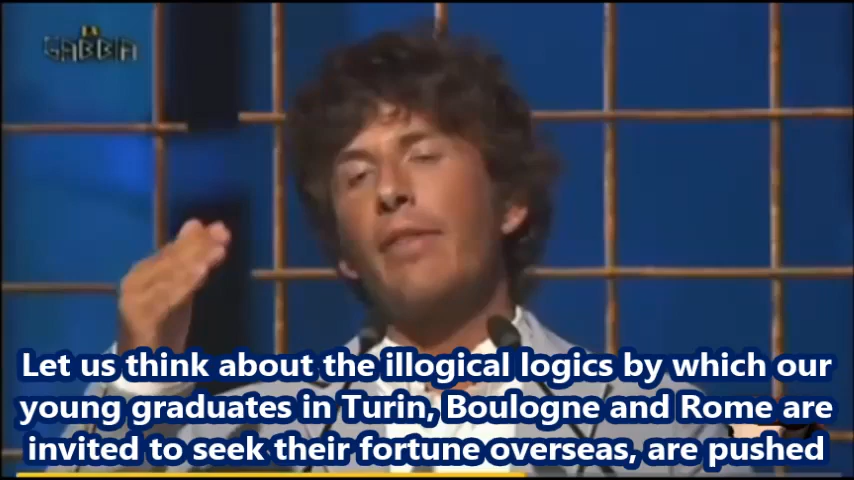 LA
GABBIA
Let us think about the illogical logics by which our
young graduates in Turin, Boulogne and Rome are
invited to seek their fortune overseas, are pushed